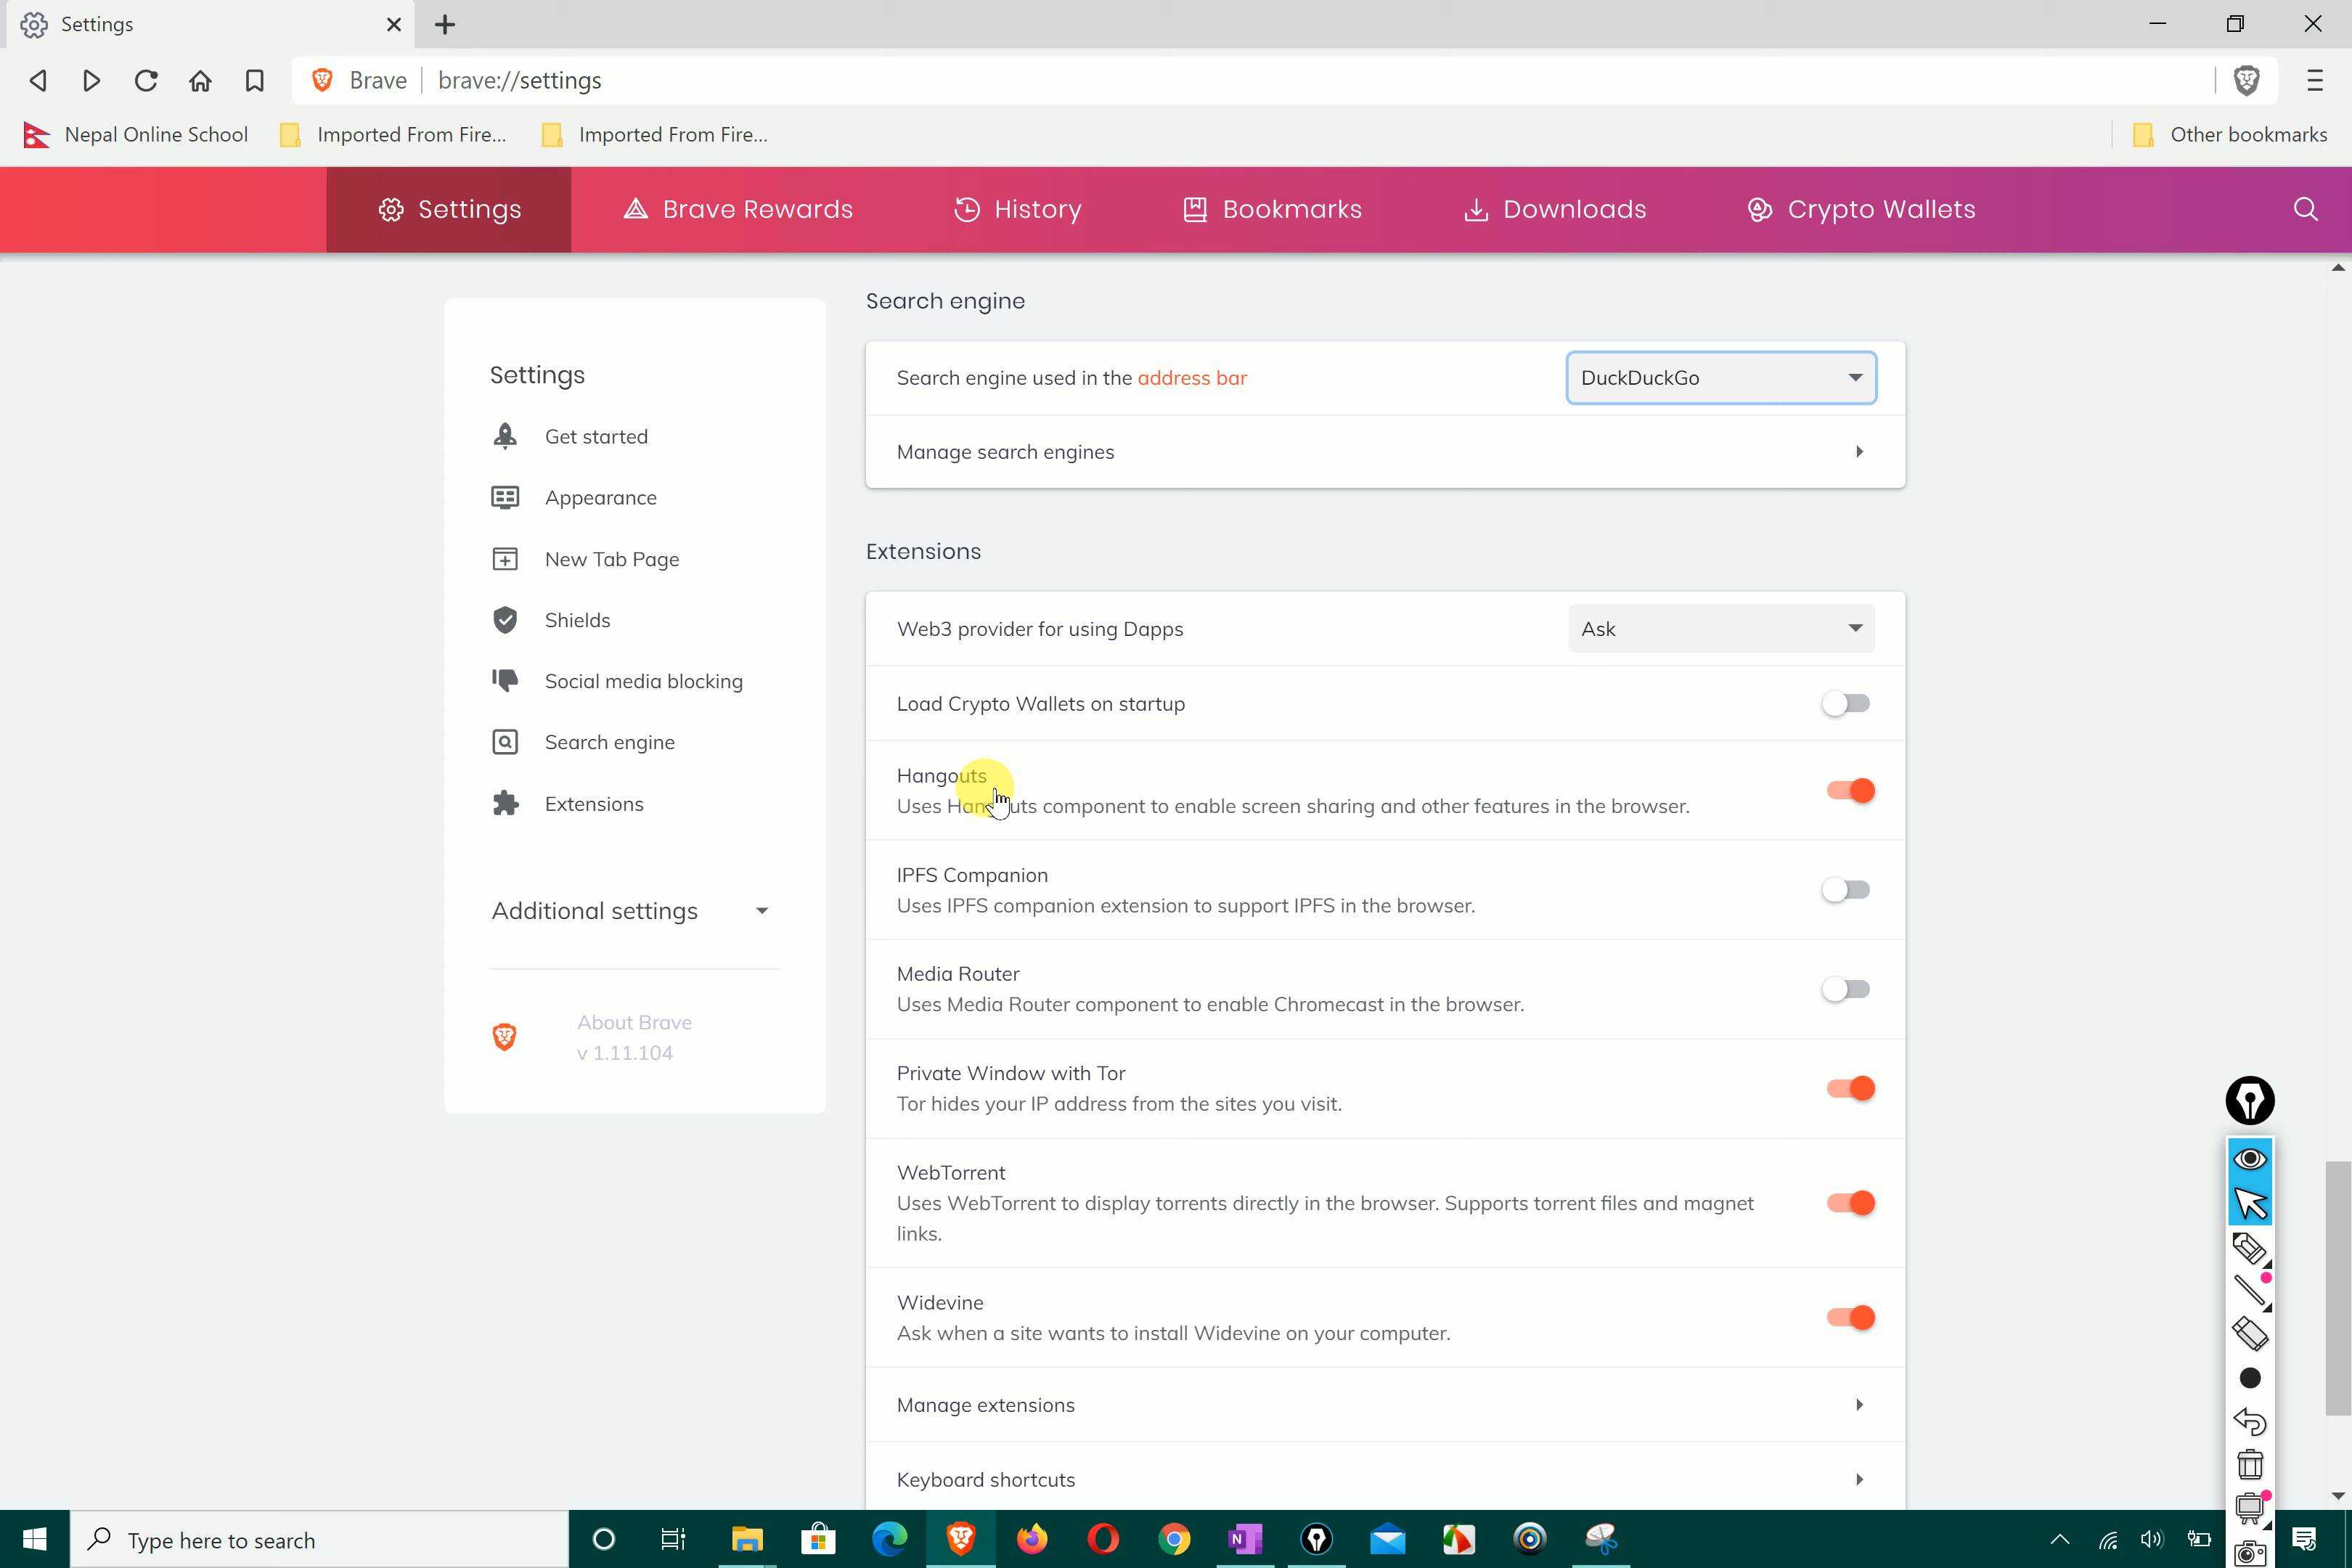 Settings
Brave
brave://settings
Nepal Online School
Imported From Fire...
Imported From Fire...
Other bookmarks
Settings
Brave Rewards
History
Bookmarks
Downloads
Crypto Wallets
Settings
Get started
Appearance
New Tab Page
Shields
Social media blocking
Search engine
Extensions
Additional settings
About Brave
v 1.11.104
Search engine
Search engine used in the address bar
DuckDuckGo
Manage search engines
Extensions
Web3 provider for using Dapps
Ask
Load Crypto Wallets on startup
Hangouts
Uses Hangouts component to enable screen sharing and other features in the browser.
IPFS Companion
Uses IPFS companion extension to support IPFS in the browser.
Media Router
Uses Media Router component to enable Chromecast in the browser.
Private Window with Tor
Tor hides your IP address from the sites you visit.
WebTorrent
Uses WebTorrent to display torrents directly in the browser. Supports torrent files and magnet
links.
Widevine
Ask when a site wants to install Widevine on your computer.
Manage extensions
Keyboard shortcuts
Type here to search